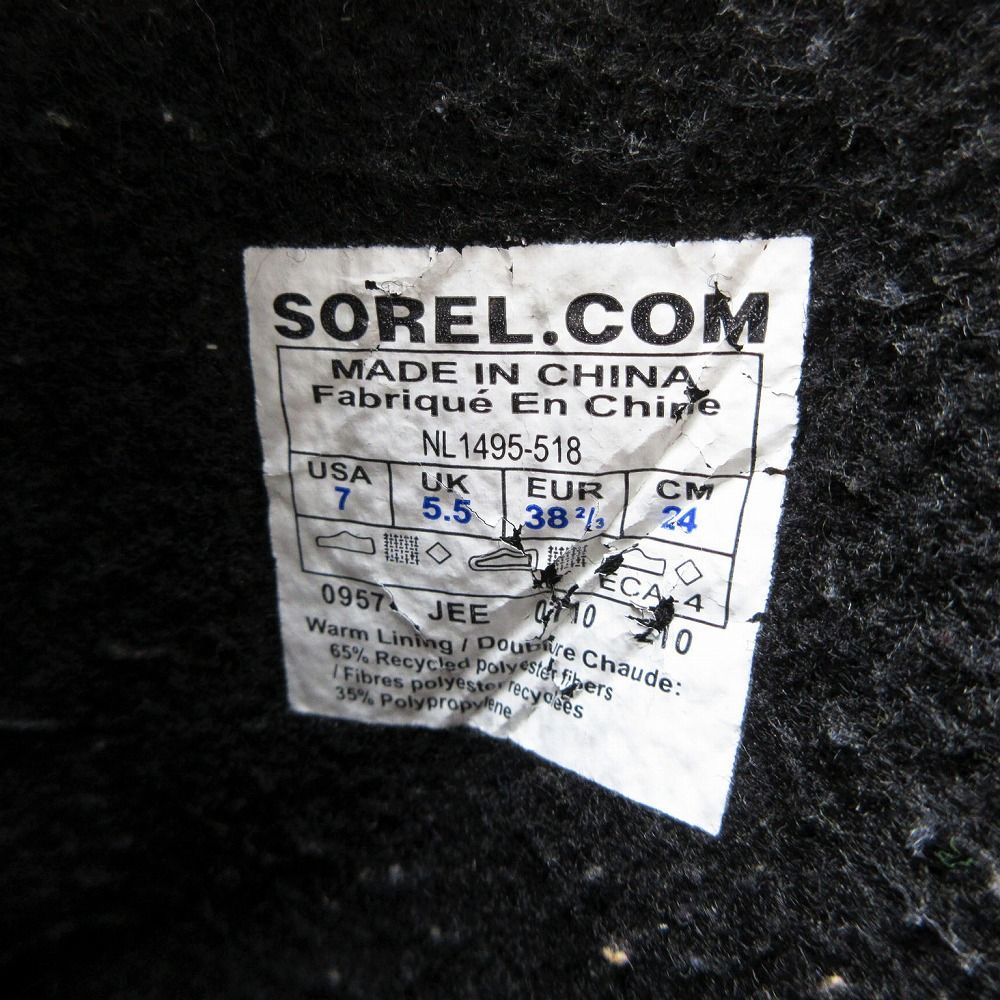 SOREL.COM
MADE IN CHINA
Fabriqué En Chine
NL1495-518
USA UK EUR CM
7 5.5 38 2/3 24
JEE 10
Warm Lining / Doublure Chaude:
65% Recycled polyester fibers
/ Fibres polyester recyclées
35% Polypropylene